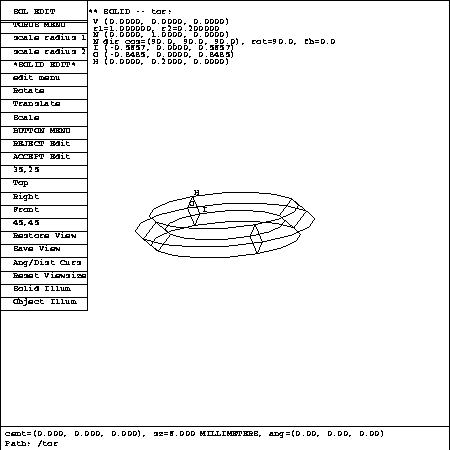 SOL EDIT
** SOLID -- tor:
TORUS MENU
V (0.0000, 0.0000, 0.0000)
r1=1.000000, r2=0.200000
scale radius 1
N (0.0000, 1.0000, 0.0000)
N dir cos=(90.0, 90.0, 90.0), rot=90.0, fb=0.0
scale radius 2
I (-0.5657, 0.0000, 0.5657)
O (-0.8485, 0.0000, 0.8485)
*SOLID EDIT*
H (0.0000, 0.2000, 0.0000)
edit menu
Rotate
Translate
Scale
BUTTON MENU
REJECT Edit
ACCEPT Edit
35,25
Top
Right
Front
45,45
Restore View
Save View
Ang/Dist Curs
Reset Viewsize
Solid Illum
Object Illum
H
O
I
cent=(0.000, 0.000, 0.000), sz=8.000 MILLIMETERS, ang=(0.00, 0.00, 0.00)
Path: /tor